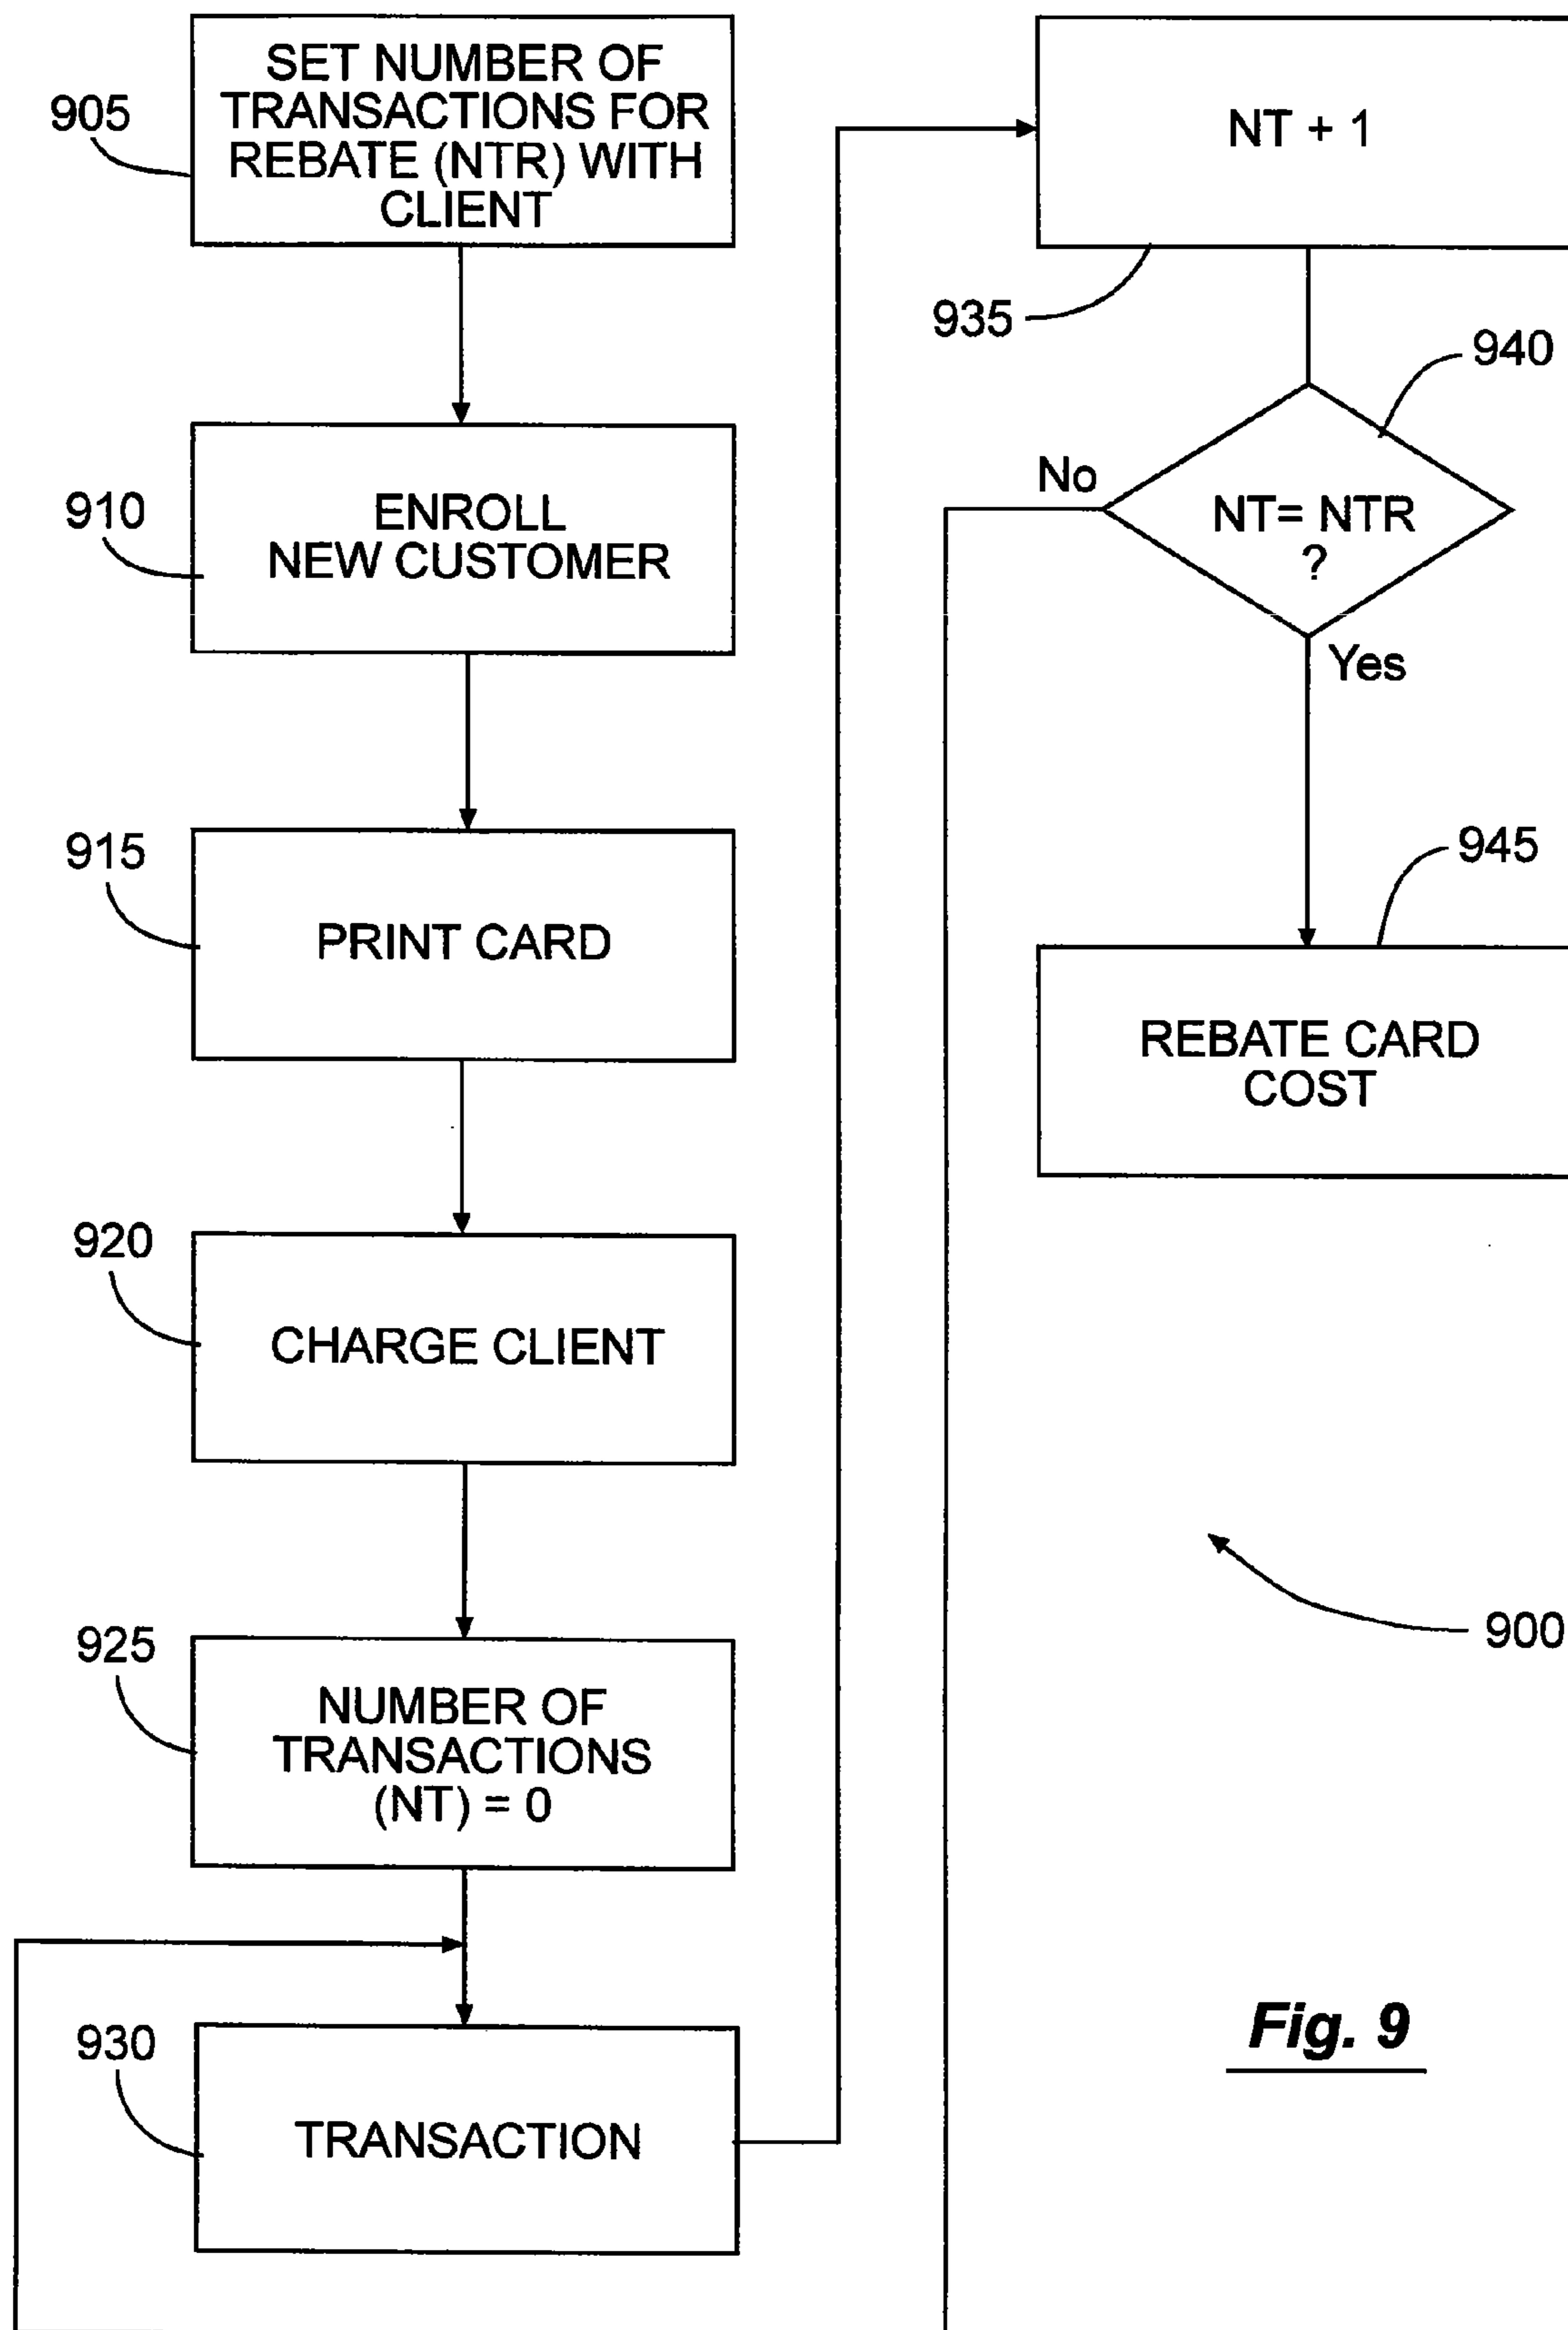 905
SET NUMBER OF
TRANSACTIONS FOR
REBATE (NTR) WITH
CLIENT
910
ENROLL
NEW CUSTOMER
915
PRINT CARD
920
CHARGE CLIENT
925
NUMBER OF
TRANSACTIONS
(NT) = 0
930
TRANSACTION
NT + 1
935
940
No
NT= NTR
?
Yes
945
REBATE CARD
COST
900
Fig. 9